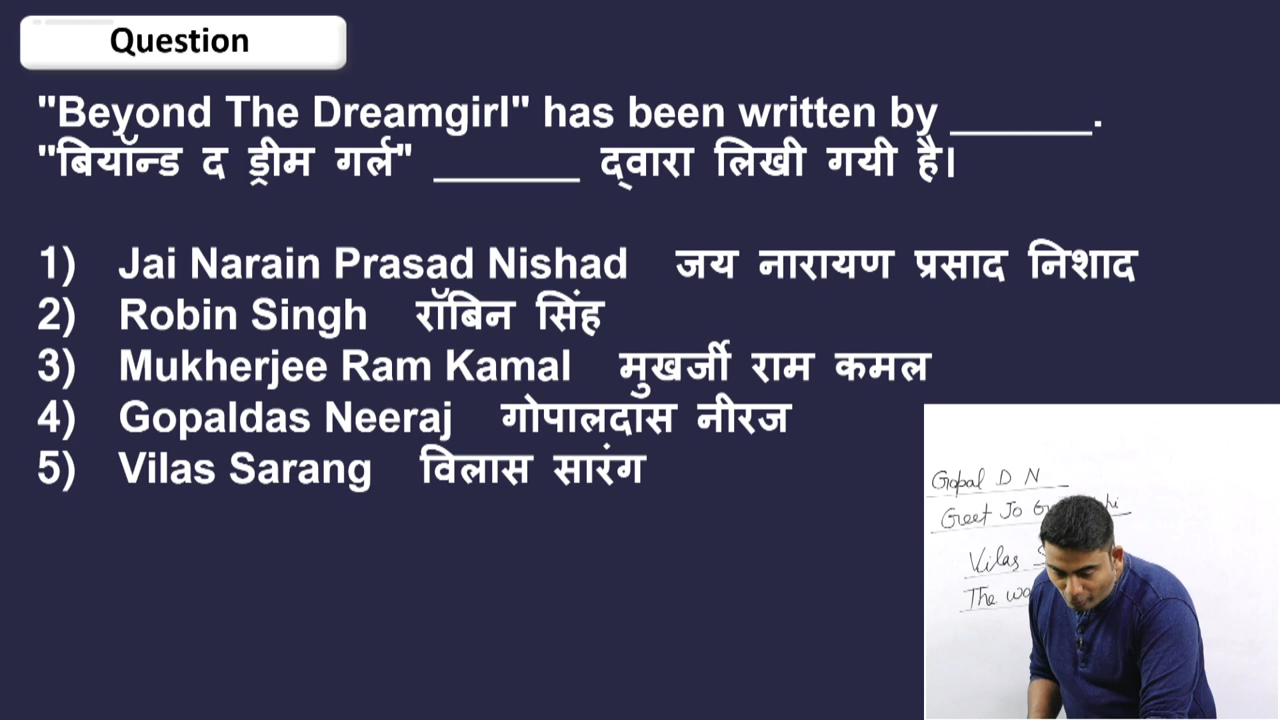 Question
"Beyond The Dreamgirl" has been written by ______.
"बियॉन्ड द ड्रीम गर्ल" ______ द्वारा लिखी गयी है।
1) Jai Narain Prasad Nishad जय नारायण प्रसाद निशाद
2) Robin Singh रॉबिन सिंह
3) Mukherjee Ram Kamal मुखर्जी राम कमल
4) Gopaldas Neeraj गोपालदास नीरज
5) Vilas Sarang विलास सारंग
Gopal D N
Geet Jo
Vilas
The